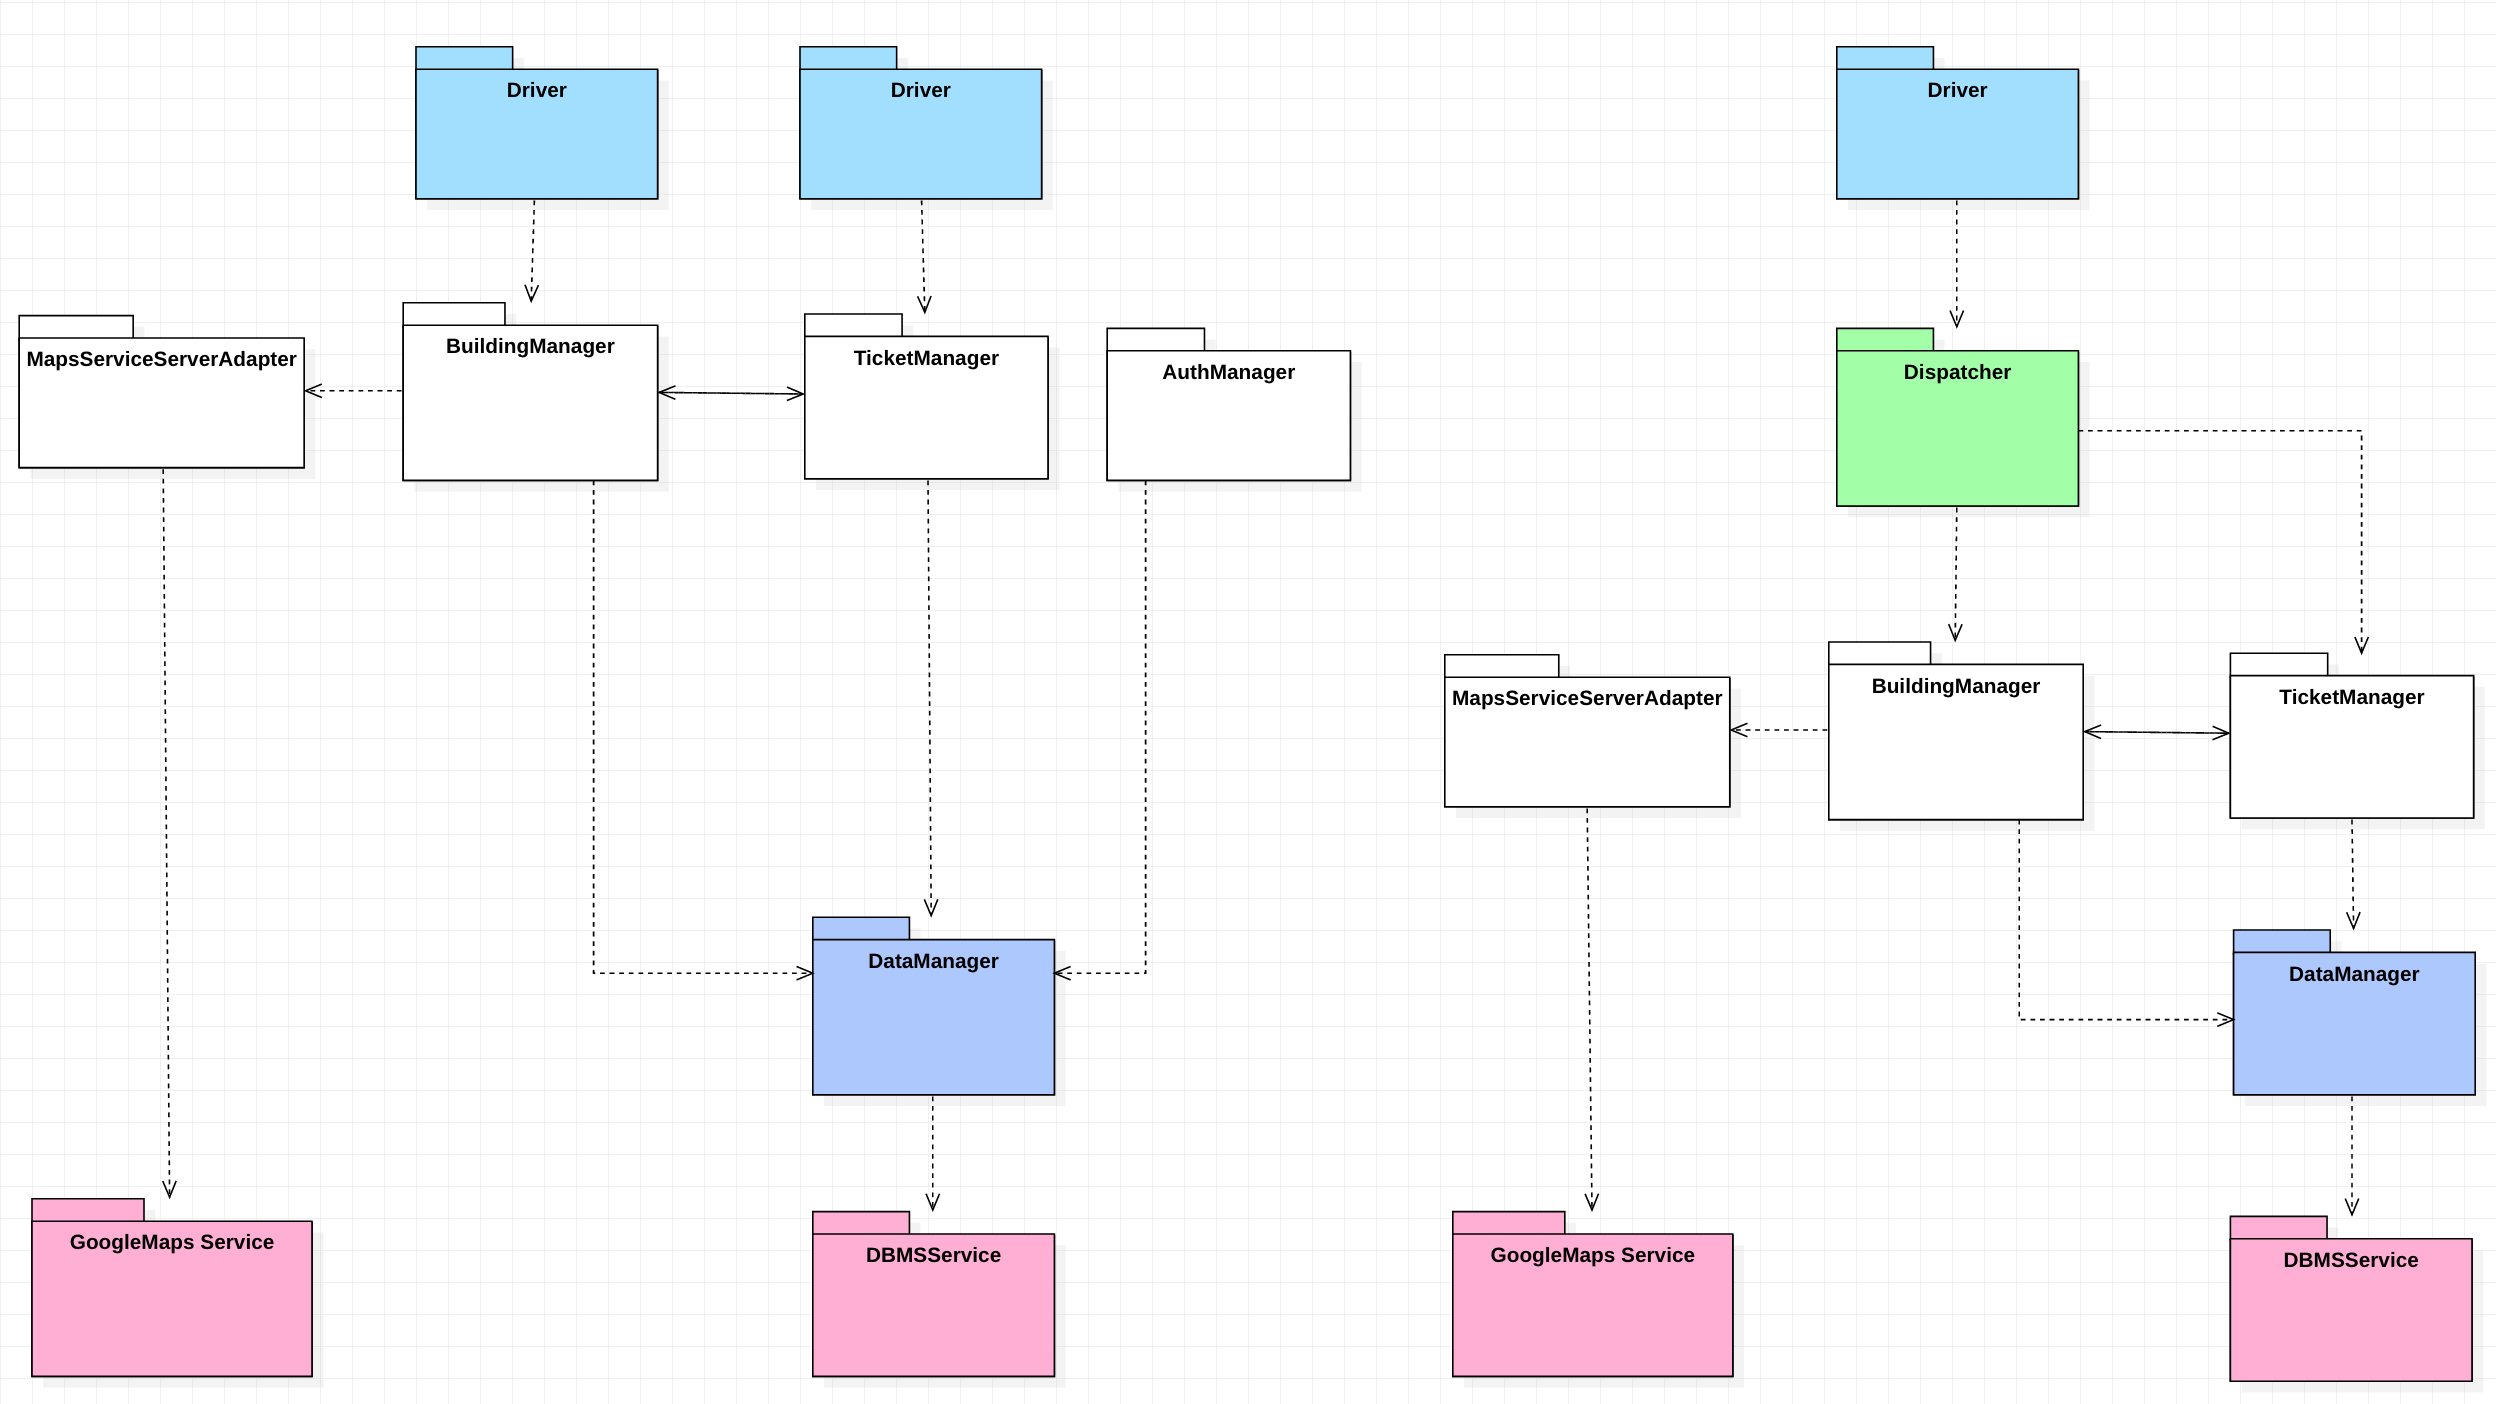 Driver
Driver
MapsServiceServerAdapter
BuildingManager
TicketManager
AuthManager
DataManager
GoogleMaps Service
DBMSService
Driver
Dispatcher
MapsServiceServerAdapter
BuildingManager
TicketManager
DataManager
GoogleMaps Service
DBMSService